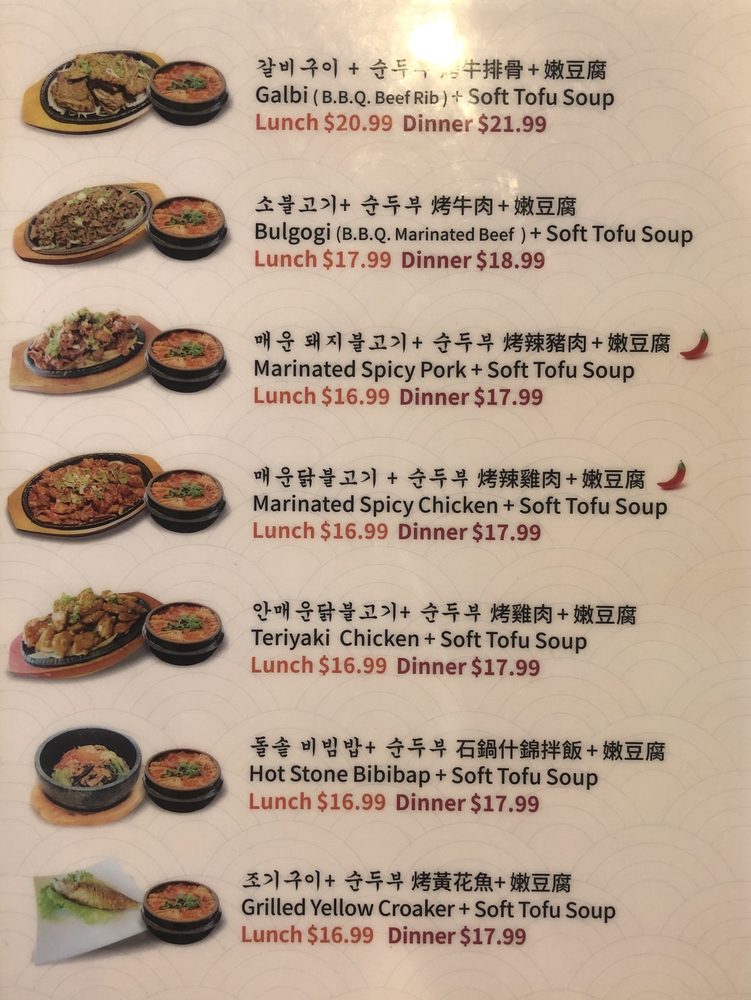 갈비구이 + 순두부 牛排骨 + 嫩豆腐
Galbi ( B.B.Q. Beef Rib ) + Soft Tofu Soup
Lunch $20.99 Dinner $21.99
소불고기+ 순두부 烤牛肉 + 嫩豆腐
Bulgogi (B.B.Q. Marinated Beef ) + Soft Tofu Soup
Lunch $17.99 Dinner $18.99
매운 돼지불고기+ 순두부 烤辣豬肉 + 嫩豆腐
Marinated Spicy Pork + Soft Tofu Soup
Lunch $16.99 Dinner $17.99
매운닭불고기 + 순두부 烤辣雞肉 + 嫩豆腐
Marinated Spicy Chicken + Soft Tofu Soup
Lunch $16.99 Dinner $17.99
안매운닭불고기+ 순두부 烤雞肉 + 嫩豆腐
Teriyaki Chicken + Soft Tofu Soup
Lunch $16.99 Dinner $17.99
돌솥 비빔밥+ 순두부 石鍋什錦拌飯 + 嫩豆腐
Hot Stone Bibibap + Soft Tofu Soup
Lunch $16.99 Dinner $17.99
조기구이+ 순두부 烤黃花魚+ 嫩豆腐
Grilled Yellow Croaker + Soft Tofu Soup
Lunch $16.99 Dinner $17.99